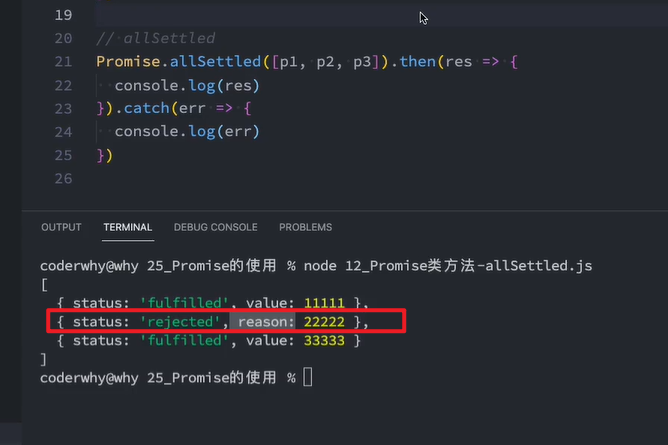 19
20 // allSettled
21 Promise.allSettled([p1, p2, p3]).then(res => {
22 console.log(res)
23 }).catch(err => {
24 console.log(err)
25 })
26
OUTPUT TERMINAL DEBUG CONSOLE PROBLEMS
coderwhy@why 25_Promise的使用 % node 12_Promise类方法-allSettled.js
[
{ status: 'fulfilled', value: 11111 },
{ status: 'rejected', reason: 22222 },
{ status: 'fulfilled', value: 33333 }
]
coderwhy@why 25_Promise的使用 %